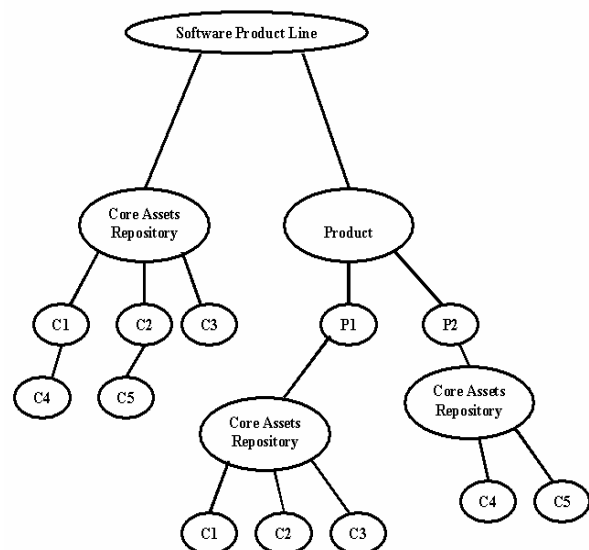 Software Product Line
Core Assets
Repository
Product
C1
C2
C3
P1
P2
C4
C5
Core Assets
Repository
Core Assets
Repository
C4
C5
C1
C2
C3